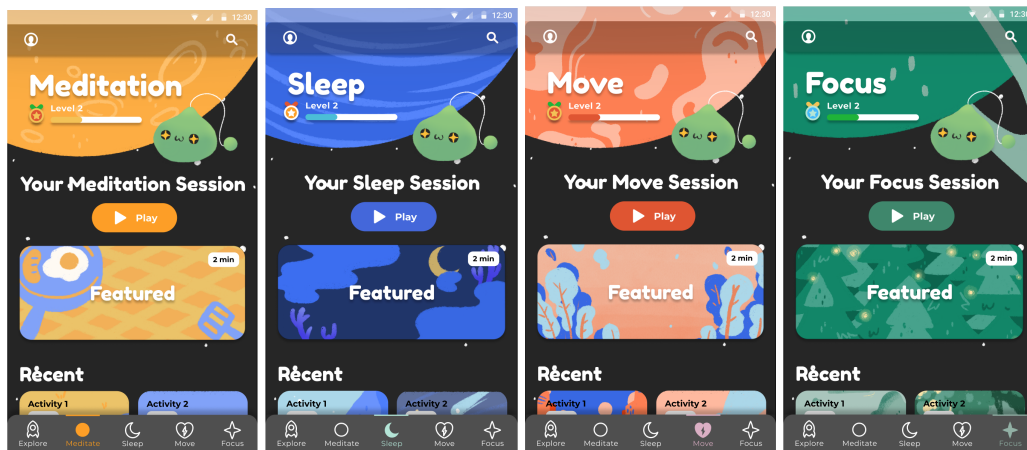 12:30
Meditation
Level 2
Your Meditation Session
Play
2 min
Featured
Recent
Activity 1
Activity 2
Explore
Meditate
Sleep
Move
Focus
12:30
Sleep
Level 2
Your Sleep Session
Play
2 min
Featured
Recent
Activity 1
Activity 2
Explore
Meditate
Sleep
Move
Focus
12:30
Move
Level 2
Your Move Session
Play
2 min
Featured
Recent
Activity 1
Activity 2
Explore
Meditate
Sleep
Move
Focus
12:30
Focus
Level 2
Your Focus Session
Play
2 min
Featured
Recent
Activity 1
Activity 2
Explore
Meditate
Sleep
Move
Focus